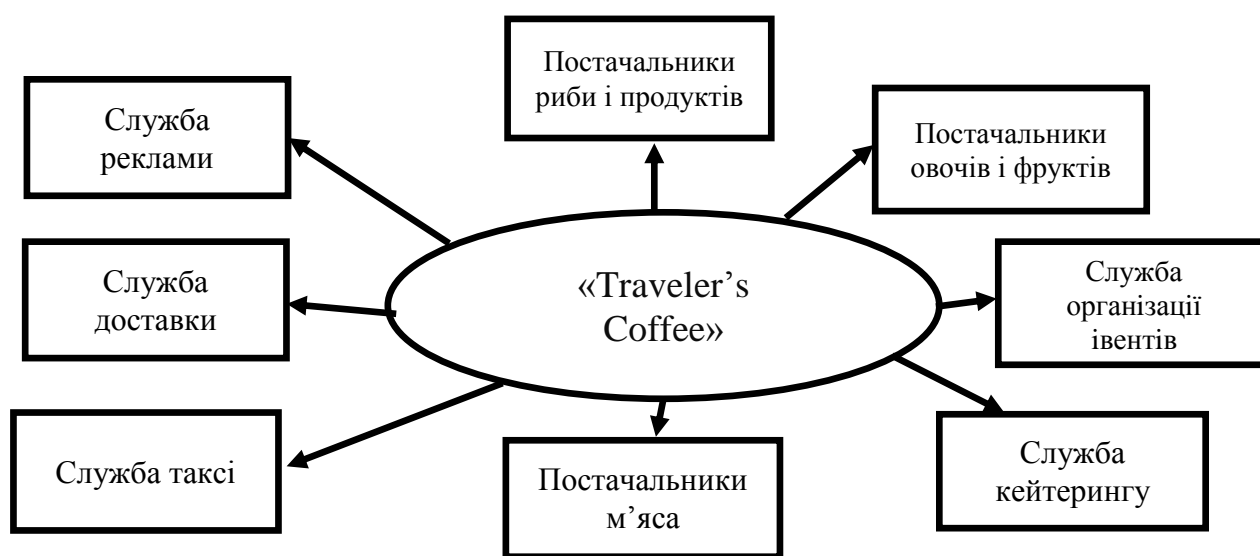 Постачальники
риби і продуктів
Служба
реклами
Постачальники
овочів і фруктів
«Traveler’s
Coffee»
Служба
доставки
Служба
організації
івентів
Служба таксі
Постачальники
м’яса
Служба
кейтерингу